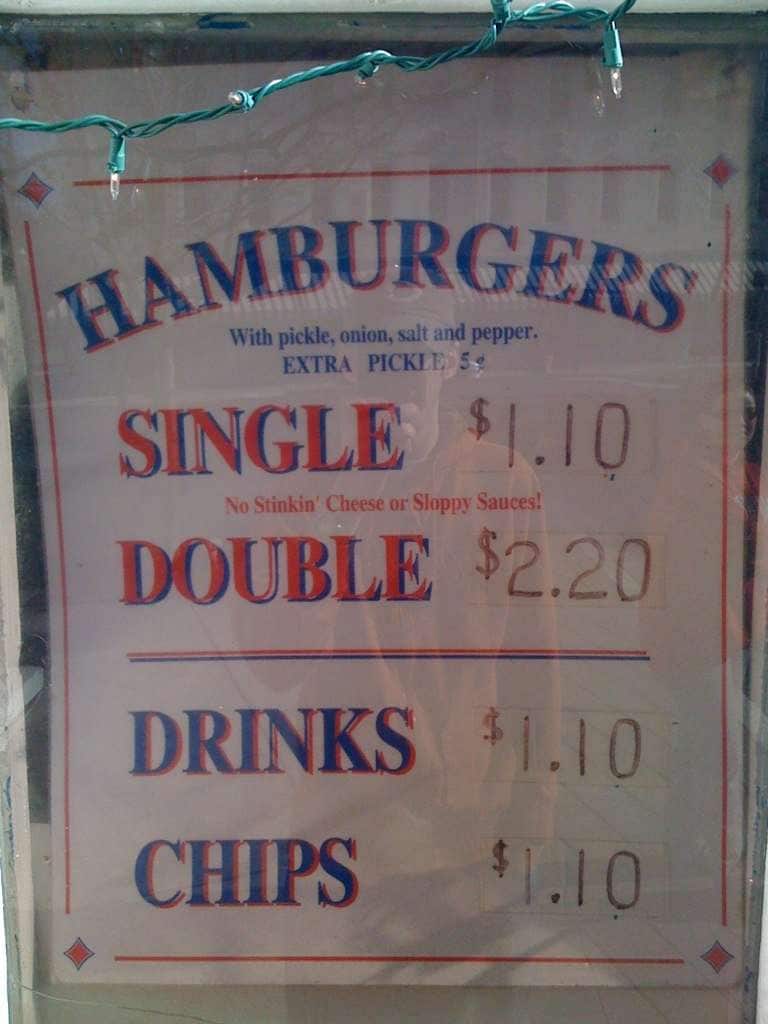 HAMBURGERS
With pickle, onion, salt and pepper.
EXTRA PICKLE 5¢
SINGLE $1.10
No Stinkin' Cheese or Sloppy Sauces!
DOUBLE $2.20
DRINKS $1.10
CHIPS $1.10